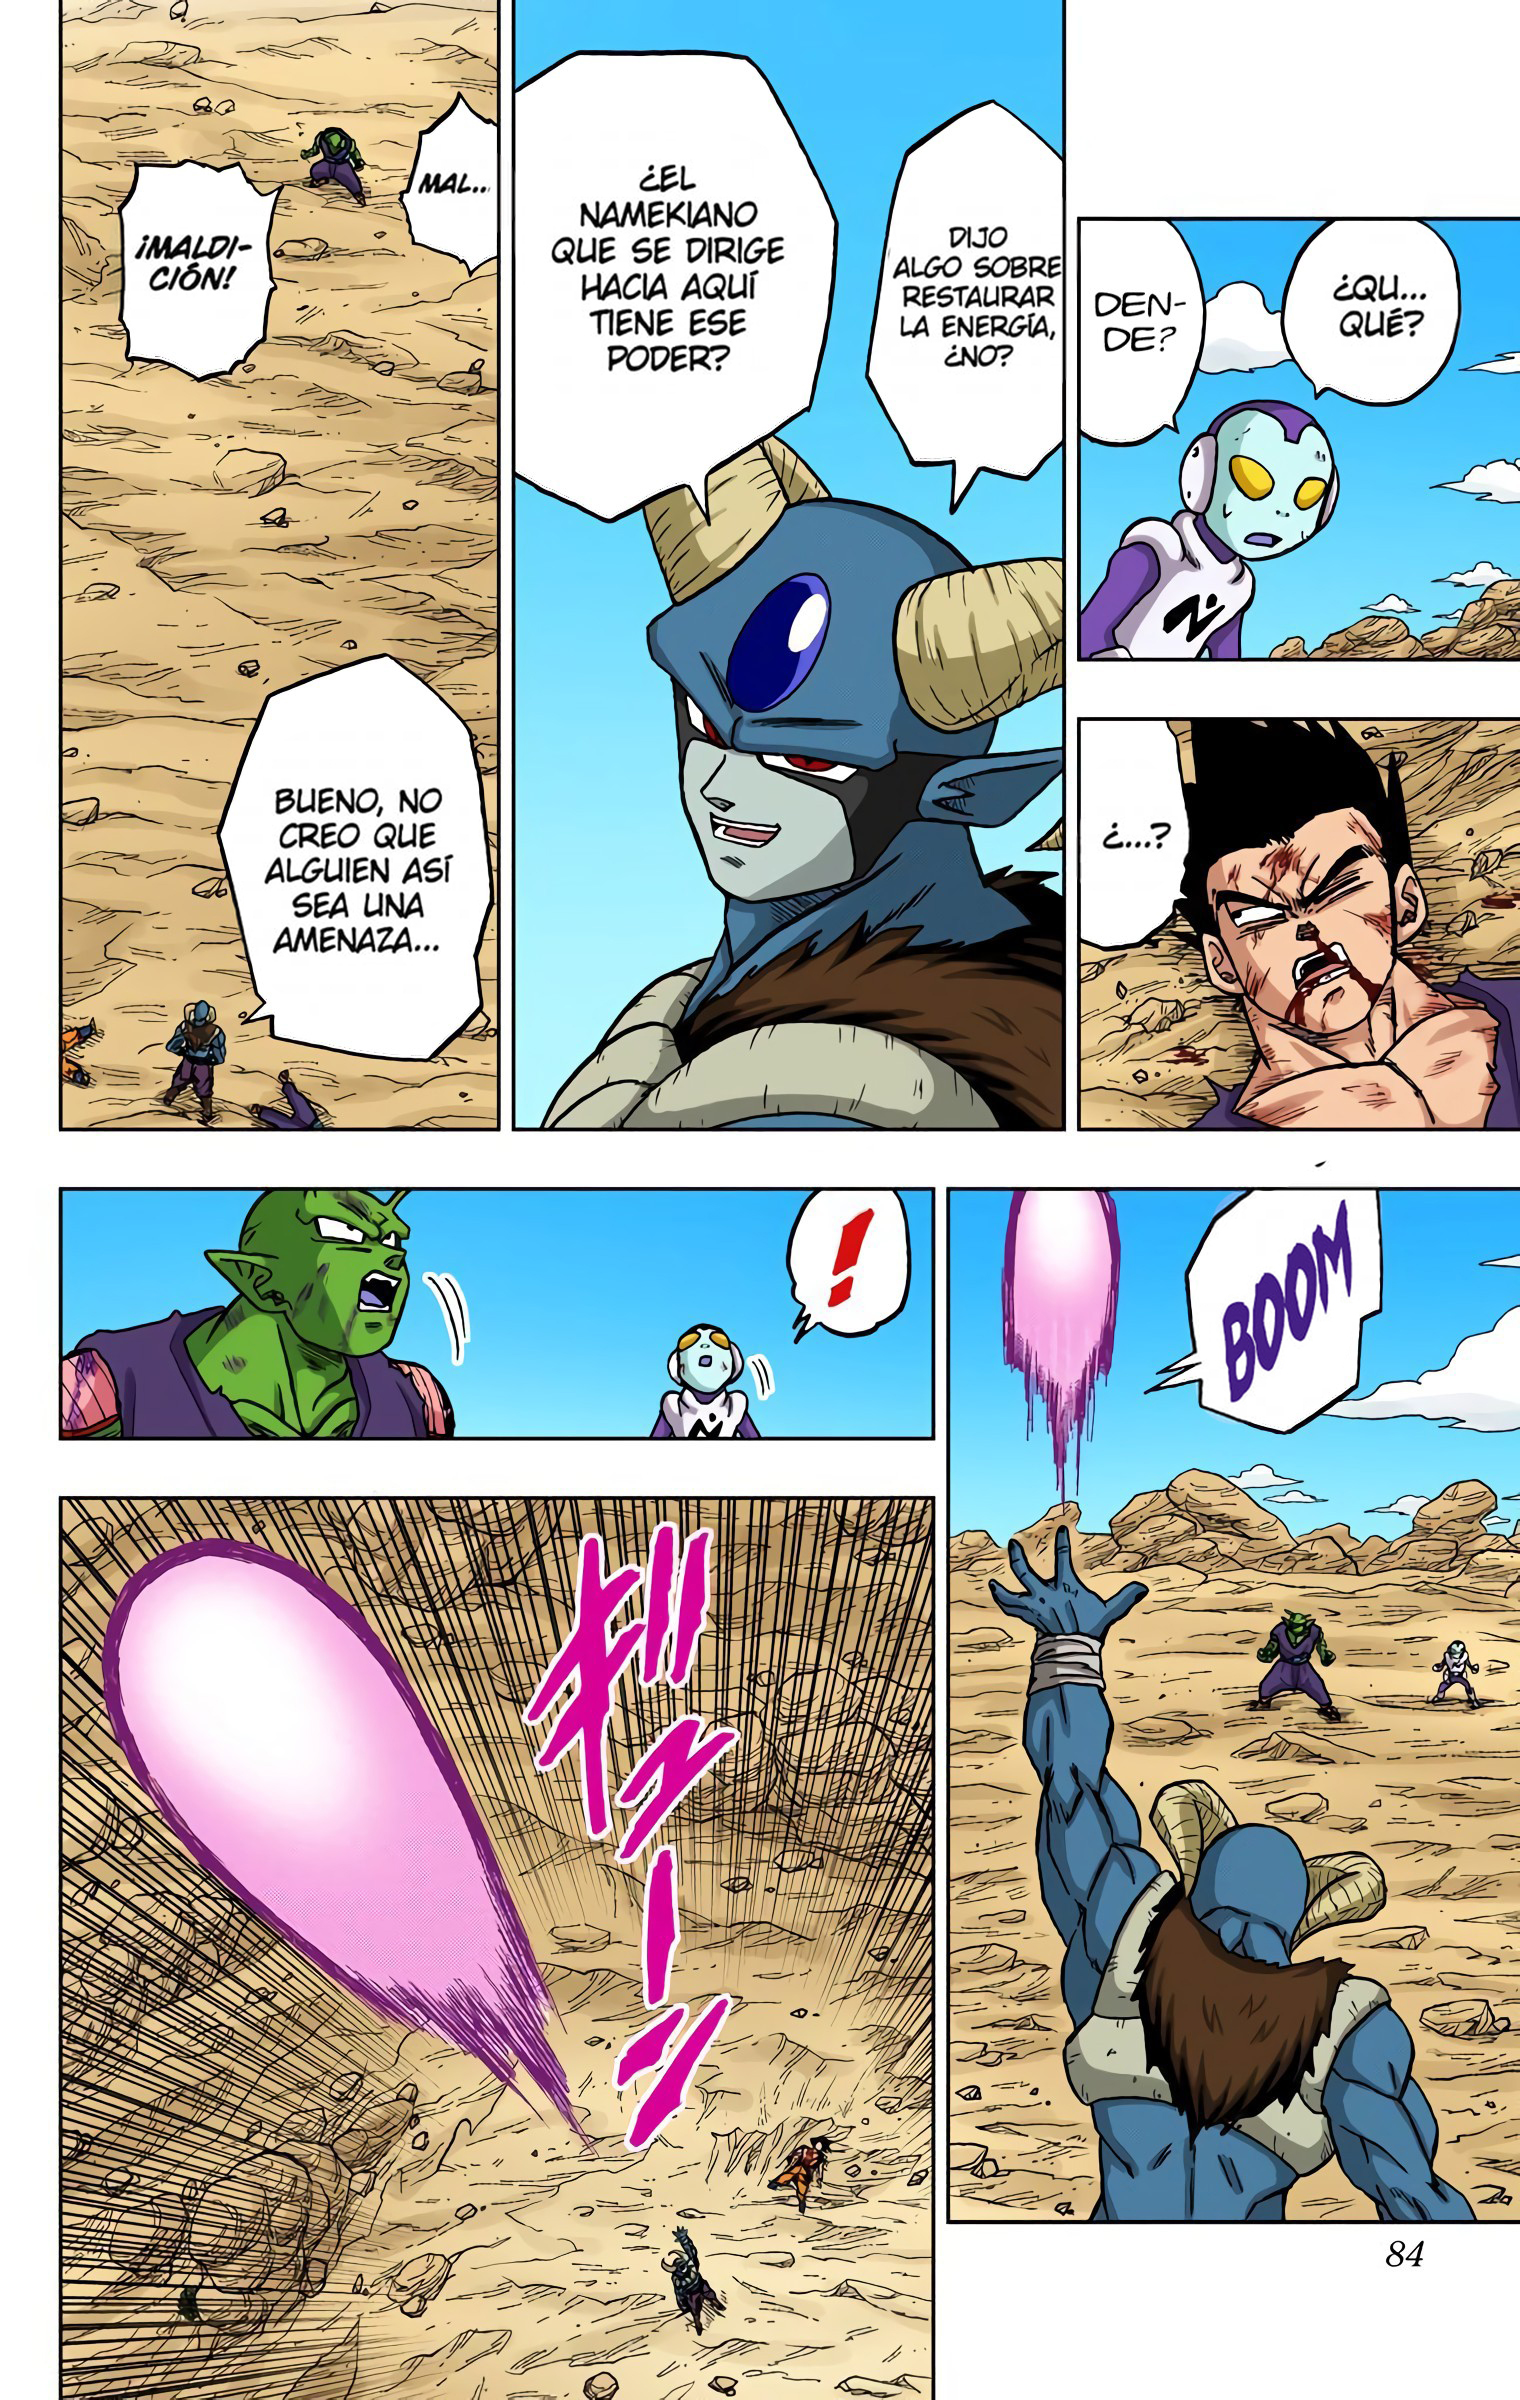 ¿QU...
QUÉ?
DEN-
DE?
¿...?
DIJO
ALGO SOBRE
RESTAURAR
LA ENERGÍA,
¿NO?
¿EL
NAMEKIANO
QUE SE DIRIGE
HACIA AQUÍ
TIENE ESE
PODER?
MAL...
¡MALDI-
CIÓN!
BUENO, NO
CREO QUE
ALGUIEN ASÍ
SEA UNA
AMENAZA...
BOOM
!
ギューン
84